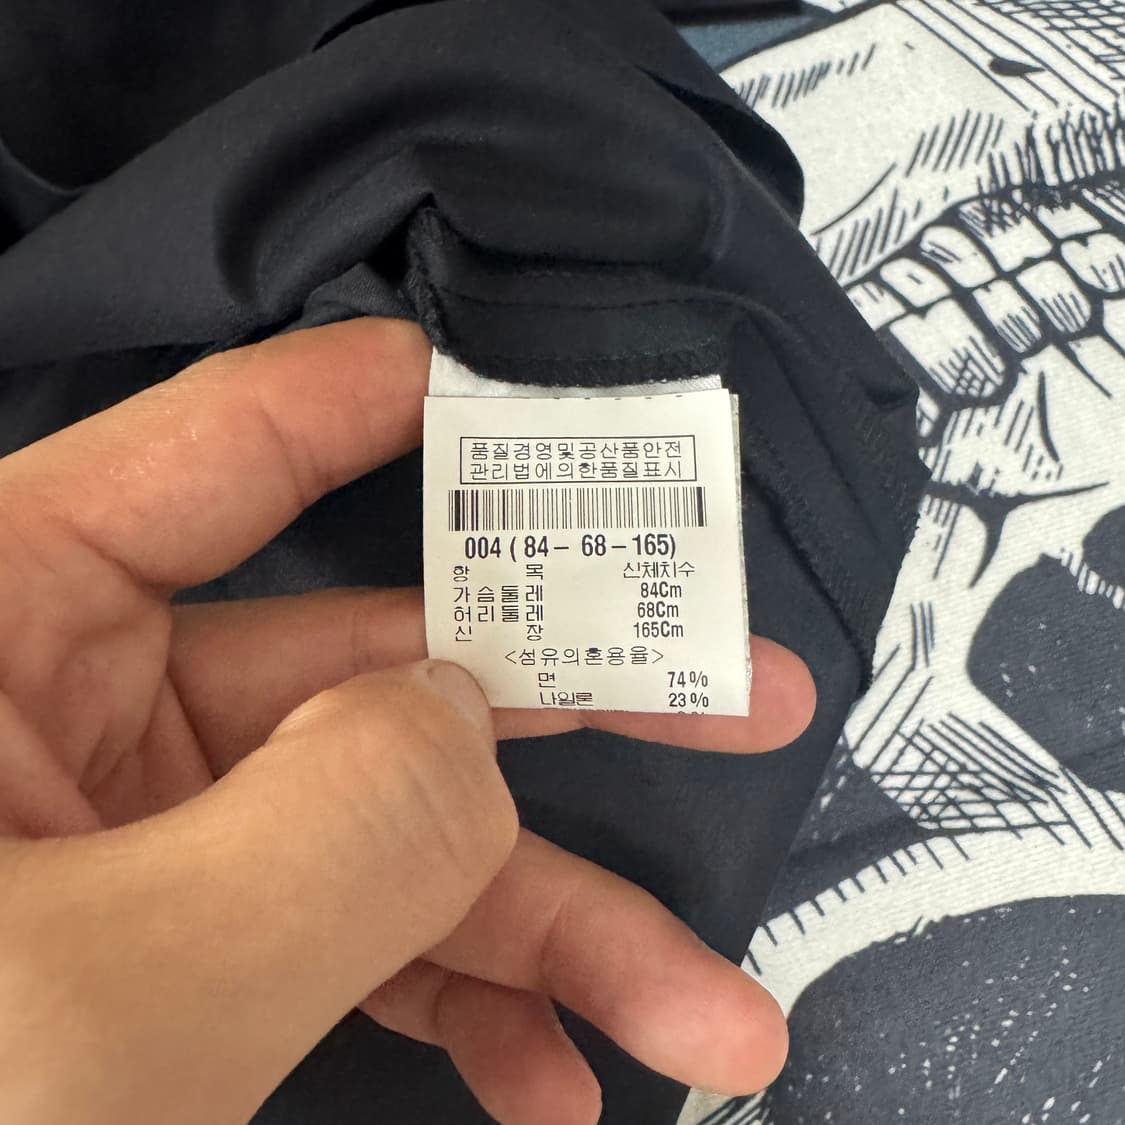 품질경영및공산품안전
관리법에의한품질표시
004 ( 84 - 68 - 165)
항 목 신체치수
가슴둘레 84Cm
허리둘레 68Cm
신 장 165Cm
<섬유의혼용율>
면 74%
나일론 23%